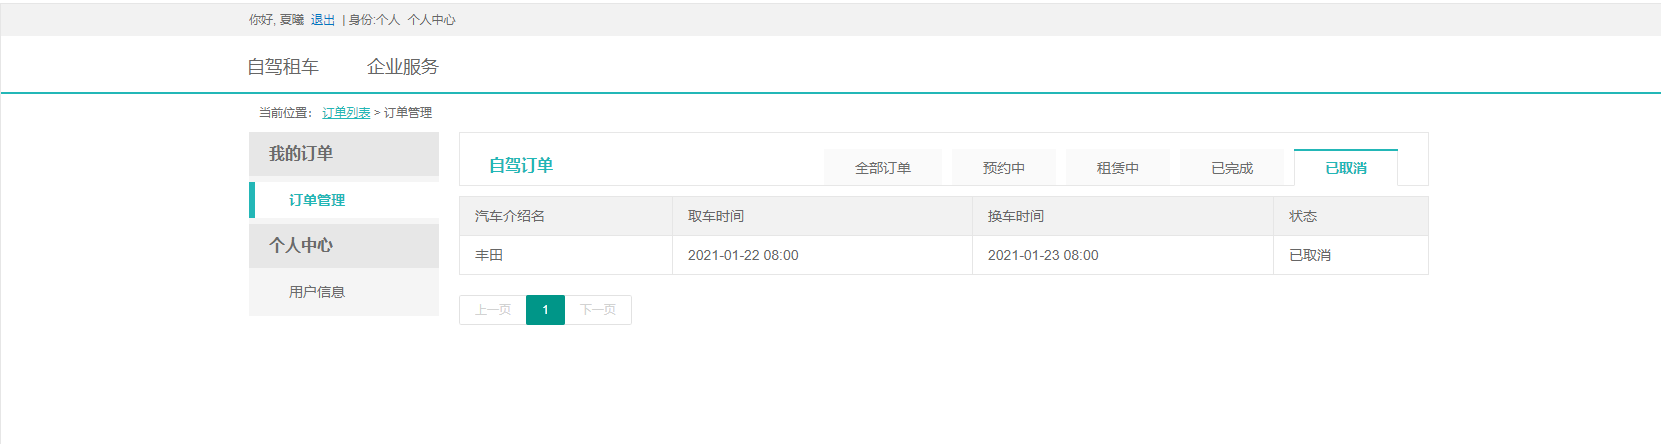 你好, 夏曦 退出 | 身份:个人 个人中心
自驾租车 企业服务
当前位置： 订单列表 > 订单管理
我的订单
订单管理
个人中心
用户信息
自驾订单 全部订单 预约中 租赁中 已完成 已取消
汽车介绍名 取车时间 换车时间 状态
丰田 2021-01-22 08:00 2021-01-23 08:00 已取消
上一页 1 下一页